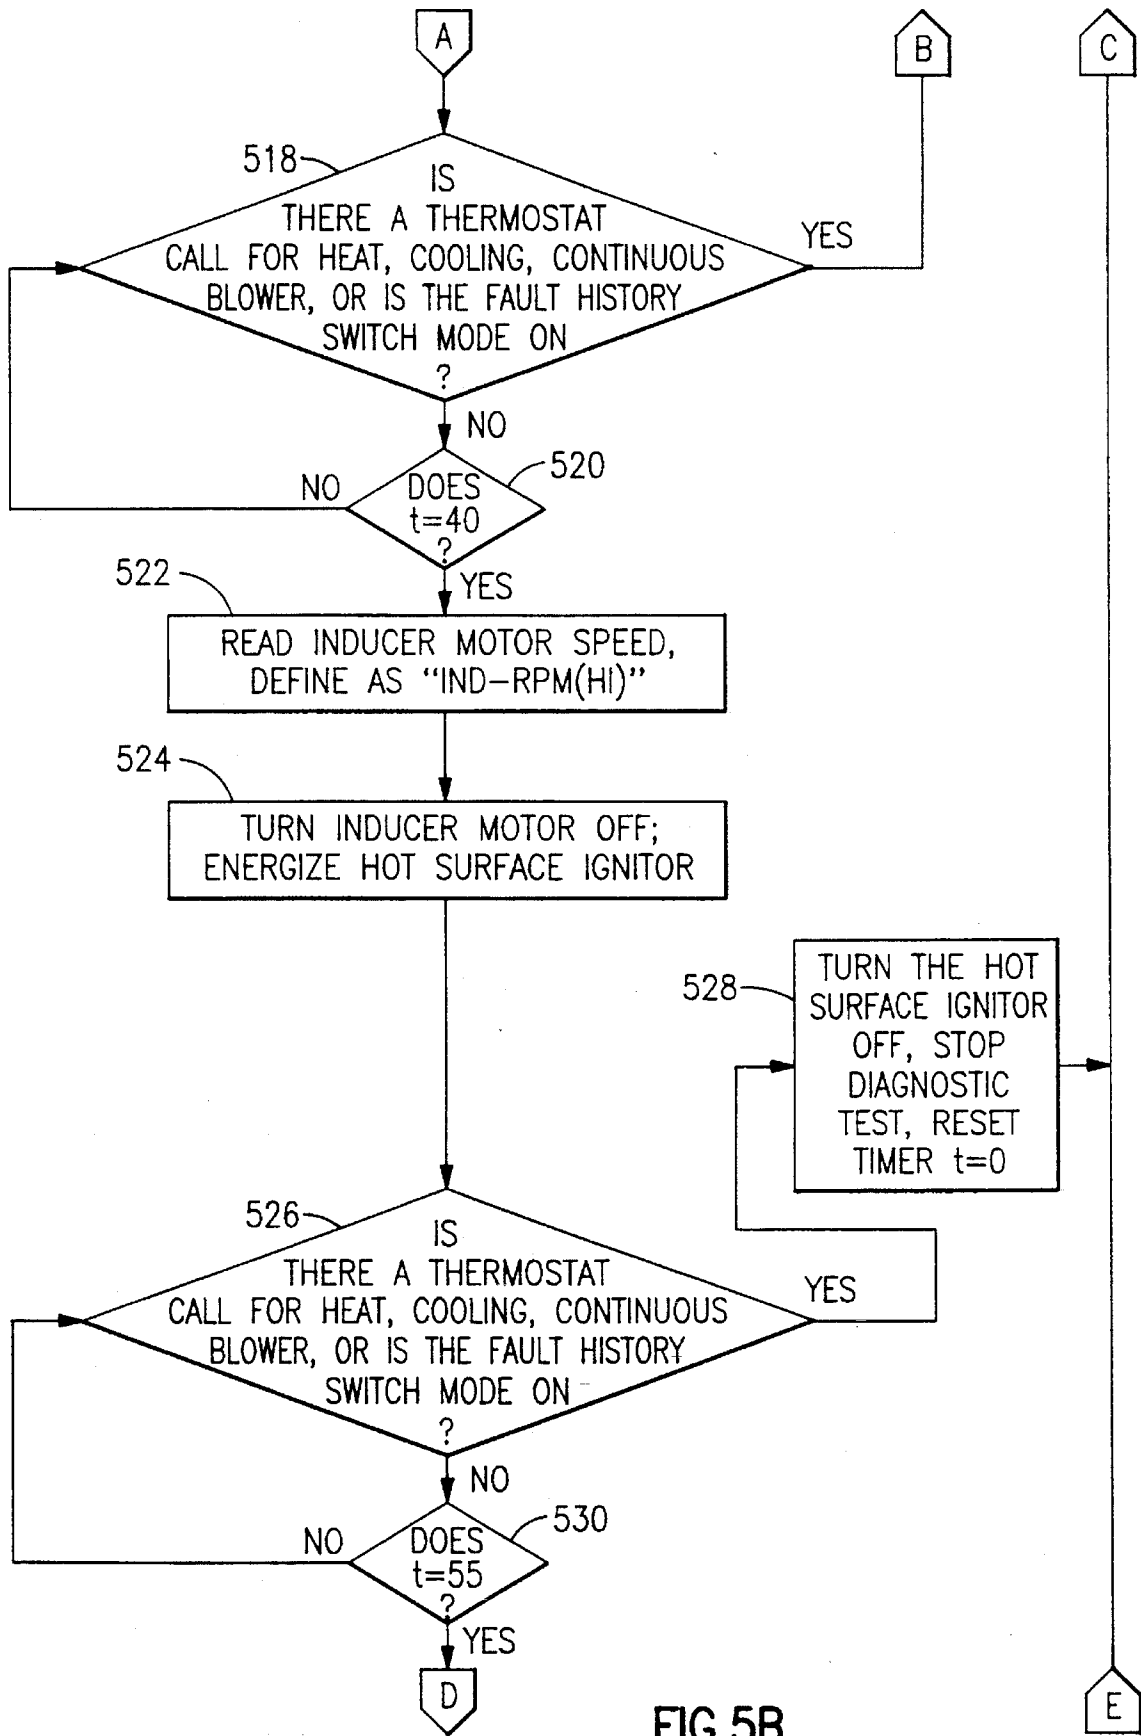 A
B
C
518
IS
THERE A THERMOSTAT
CALL FOR HEAT, COOLING, CONTINUOUS
BLOWER, OR IS THE FAULT HISTORY
SWITCH MODE ON
?
YES
NO
520
DOES
t=40
?
NO
YES
522
READ INDUCER MOTOR SPEED,
DEFINE AS “IND-RPM(HI)”
524
TURN INDUCER MOTOR OFF;
ENERGIZE HOT SURFACE IGNITOR
528
TURN THE HOT
SURFACE IGNITOR
OFF, STOP
DIAGNOSTIC
TEST, RESET
TIMER t=0
526
IS
THERE A THERMOSTAT
CALL FOR HEAT, COOLING, CONTINUOUS
BLOWER, OR IS THE FAULT HISTORY
SWITCH MODE ON
?
YES
NO
530
DOES
t=55
?
NO
YES
D
E
FIG.5B